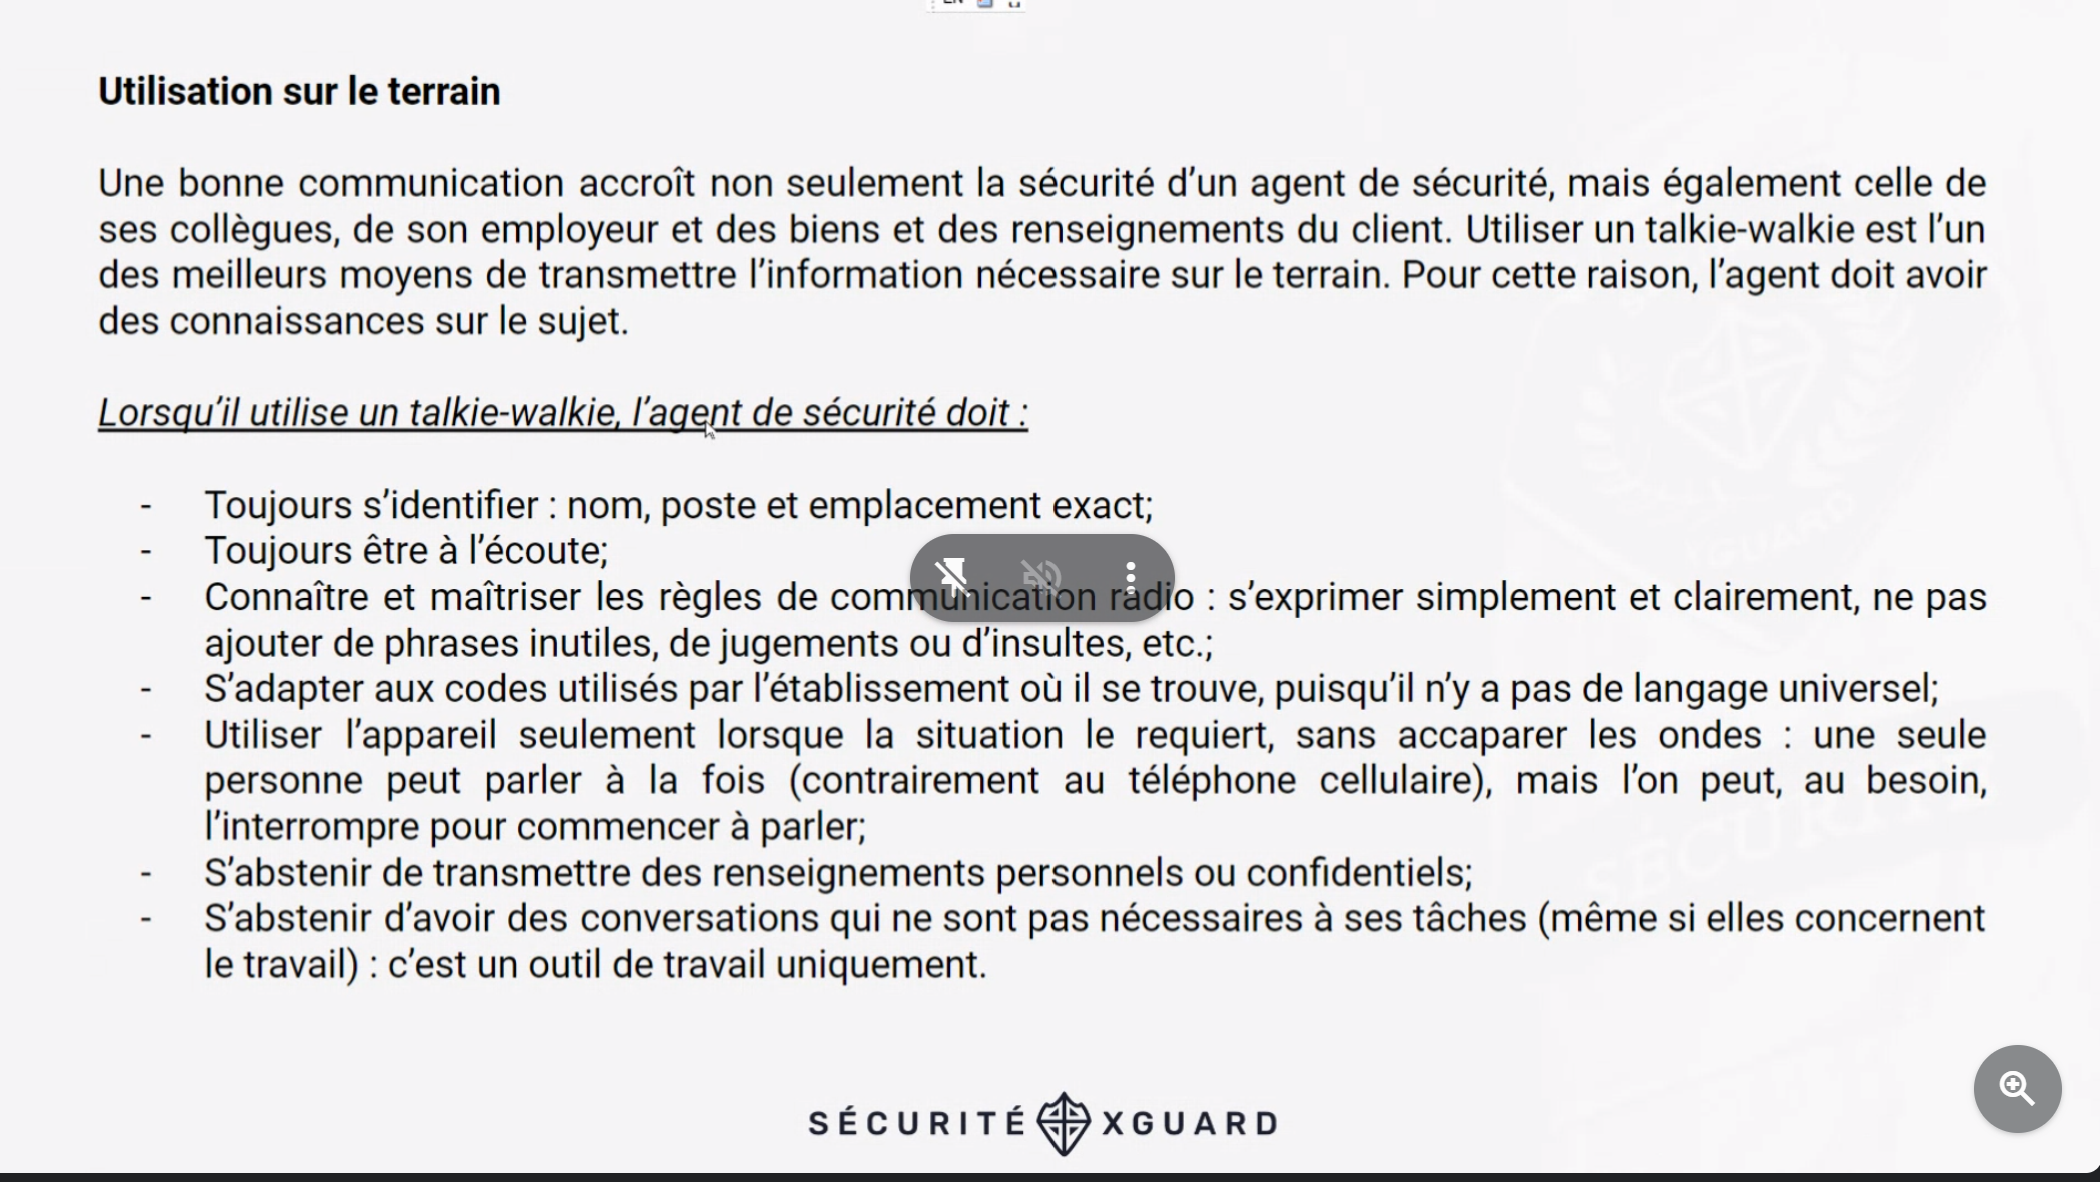 Utilisation sur le terrain
Une bonne communication accroît non seulement la sécurité d’un agent de sécurité, mais également celle de
ses collègues, de son employeur et des biens et des renseignements du client. Utiliser un talkie-walkie est l’un
des meilleurs moyens de transmettre l’information nécessaire sur le terrain. Pour cette raison, l’agent doit avoir
des connaissances sur le sujet.
Lorsqu’il utilise un talkie-walkie, l’agent de sécurité doit :
- Toujours s’identifier : nom, poste et emplacement exact;
- Toujours être à l’écoute;
- Connaître et maîtriser les règles de communication radio : s’exprimer simplement et clairement, ne pas
ajouter de phrases inutiles, de jugements ou d’insultes, etc.;
- S’adapter aux codes utilisés par l’établissement où il se trouve, puisqu’il n’y a pas de langage universel;
- Utiliser l’appareil seulement lorsque la situation le requiert, sans accaparer les ondes : une seule
personne peut parler à la fois (contrairement au téléphone cellulaire), mais l’on peut, au besoin,
l’interrompre pour commencer à parler;
- S’abstenir de transmettre des renseignements personnels ou confidentiels;
- S’abstenir d’avoir des conversations qui ne sont pas nécessaires à ses tâches (même si elles concernent
le travail) : c’est un outil de travail uniquement.
XGUARD
SÉCURITÉ
SÉCURITÉ XGUARD